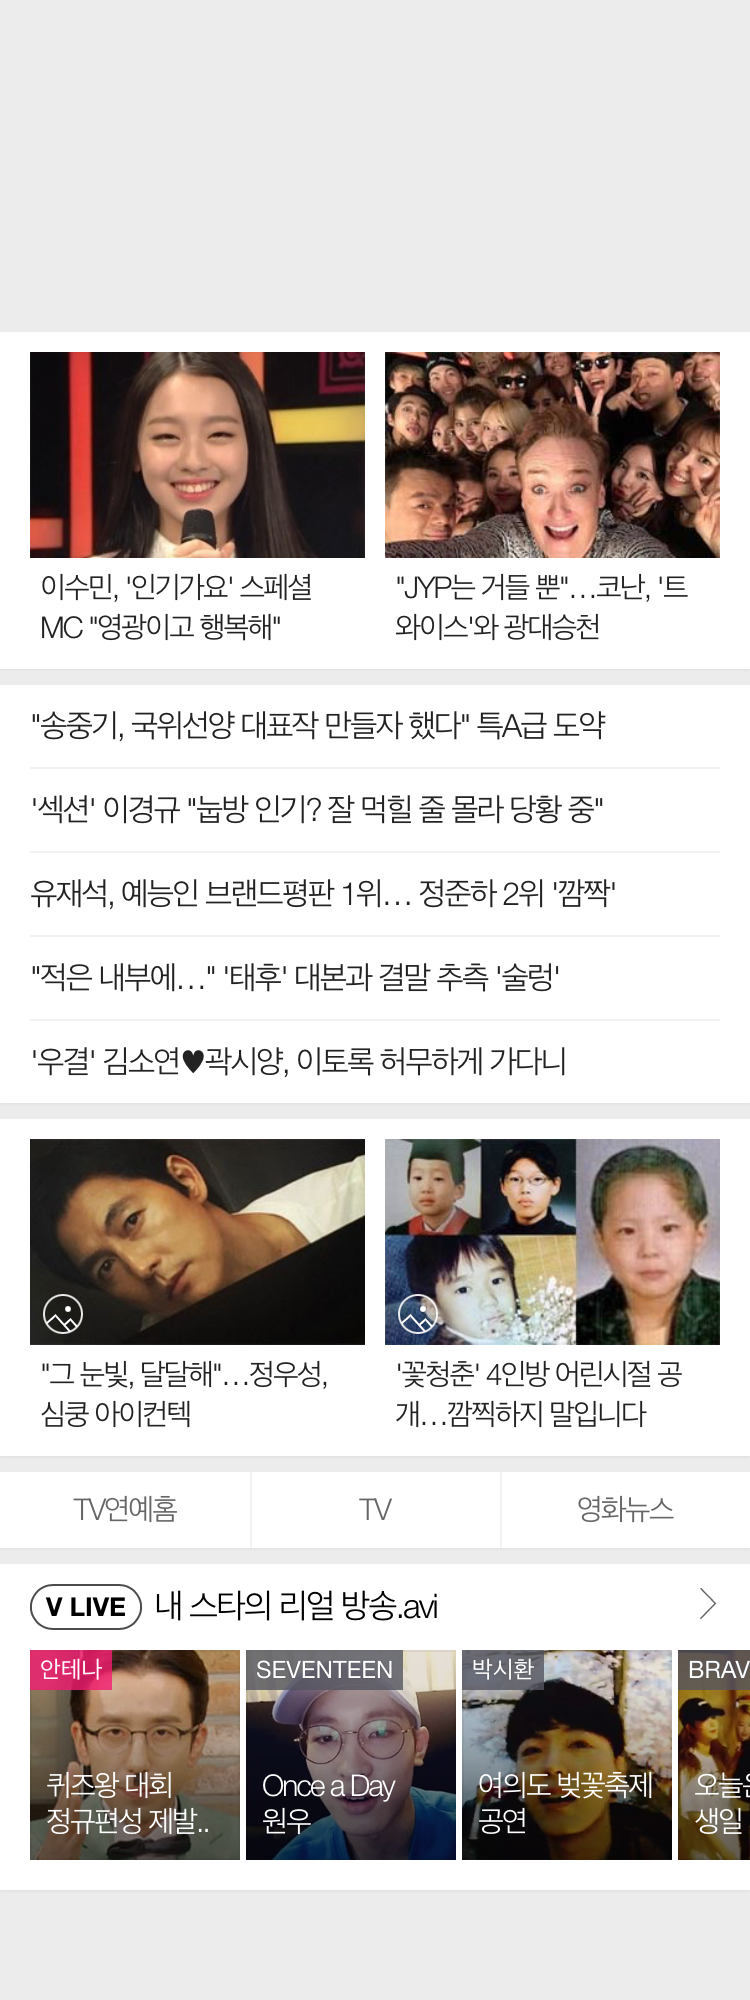 이수민, '인기가요' 스페셜
MC "영광이고 행복해"
"JYP는 거들 뿐"...코난, '트
와이스'와 광대승천
"송중기, 국위선양 대표작 만들자 했다" 특A급 도약
'섹션' 이경규 "눕방 인기? 잘 먹힐 줄 몰라 당황 중"
유재석, 예능인 브랜드평판 1위... 정준하 2위 '깜짝'
"적은 내부에..." '태후' 대본과 결말 추측 '술렁'
'우결' 김소연♥곽시양, 이토록 허무하게 가다니
"그 눈빛, 달달해"...정우성,
심쿵 아이컨텍
'꽃청춘' 4인방 어린시절 공
개...깜찍하지 말입니다
TV연예홈
TV
영화뉴스
V LIVE 내 스타의 리얼 방송.avi
안테나
퀴즈왕 대회
정규편성 제발..
SEVENTEEN
Once a Day
원우
박시환
여의도 벚꽃축제
공연
BRAV
오늘은
생일